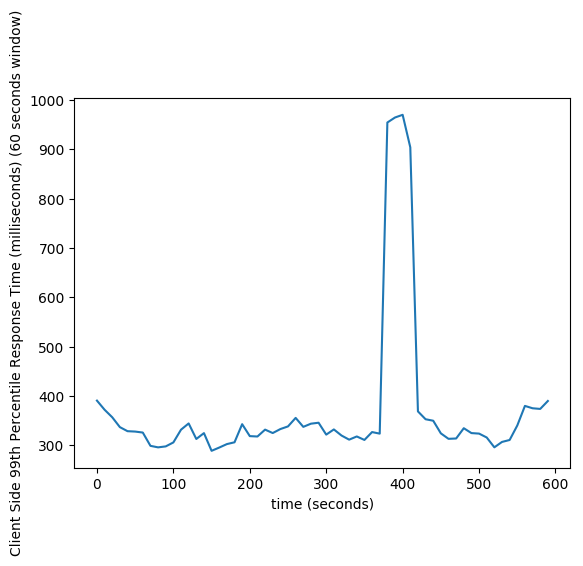 Client Side 99th Percentile Response Time (milliseconds) (60 seconds window)
1000
900
800
700
600
500
400
300
0 100 200 300 400 500 600
time (seconds)